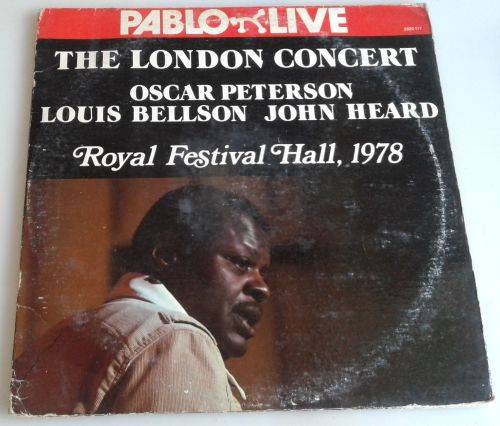 PABLO LIVE
THE LONDON CONCERT
OSCAR PETERSON
LOUIS BELLSON JOHN HEARD
Royal Festival Hall, 1978